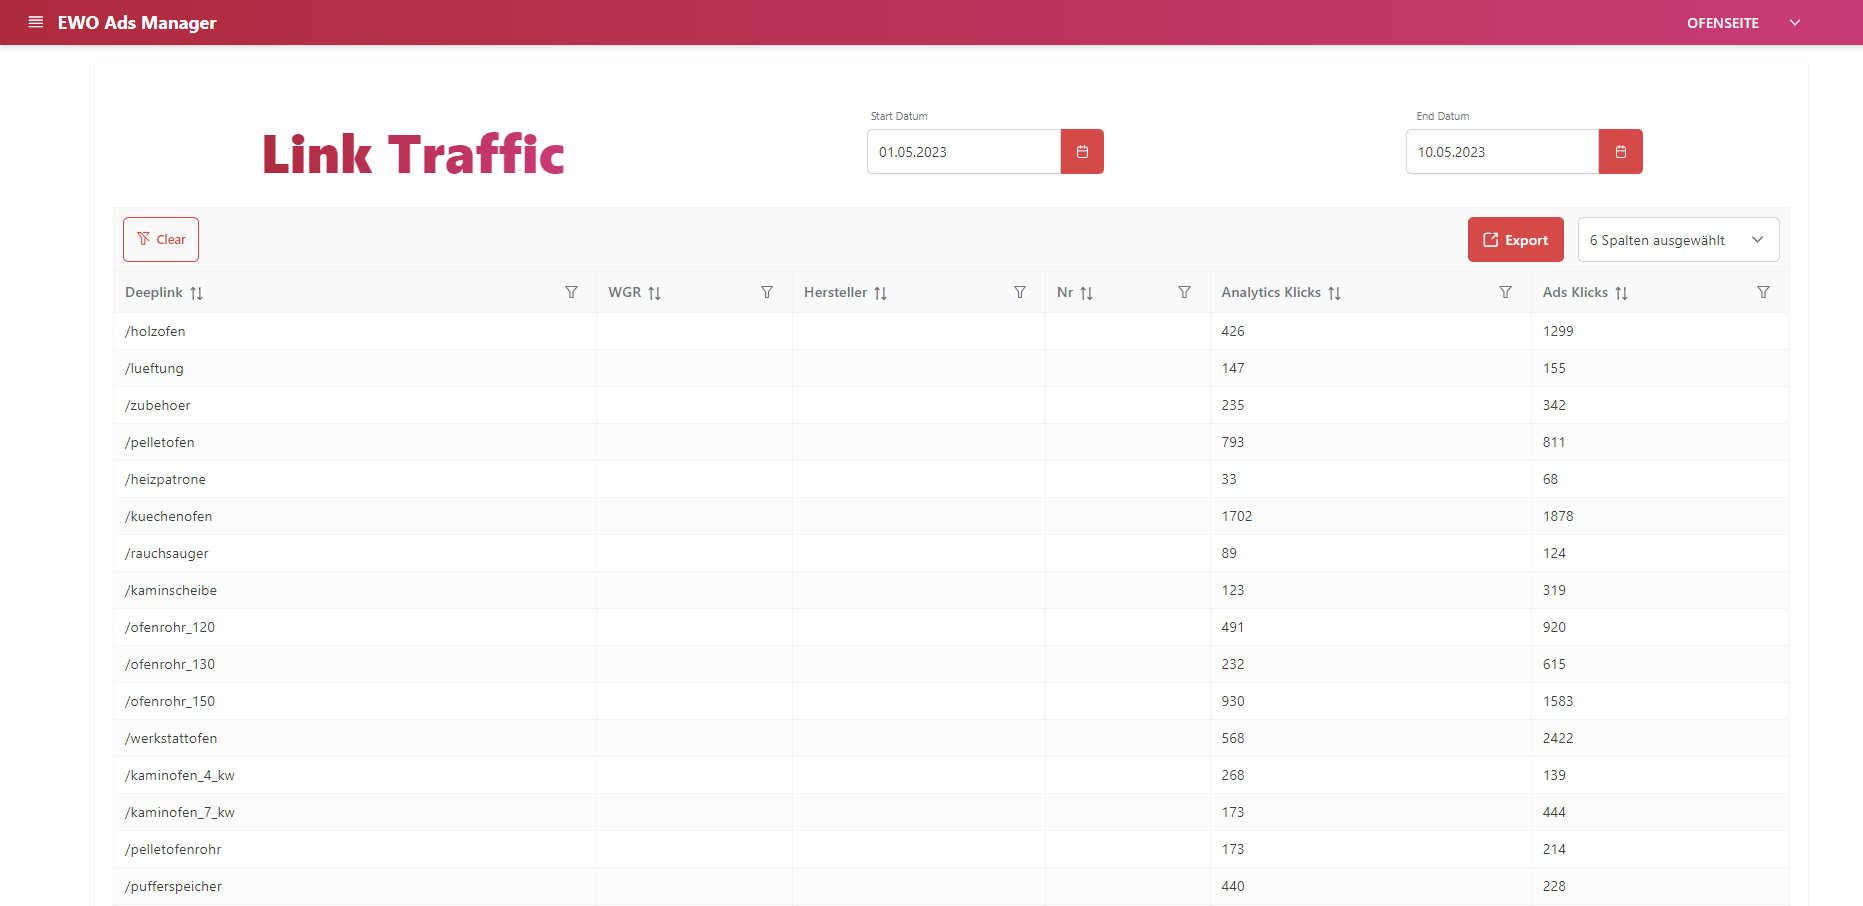 EWO Ads Manager OFENSEITE
Start Datum End Datum
Link Traffic 01.05.2023 10.05.2023
Clear Export 6 Spalten ausgewählt
Deeplink WGR Hersteller Nr Analytics Klicks Ads Klicks
/holzofen 426 1299
/lueftung 147 155
/zubehoer 235 342
/pelletofen 793 811
/heizpatrone 33 68
/kuechenofen 1702 1878
/rauchsauger 89 124
/kaminscheibe 123 319
/ofenrohr_120 491 920
/ofenrohr_130 232 615
/ofenrohr_150 930 1583
/werkstattofen 568 2422
/kaminofen_4_kw 268 139
/kaminofen_7_kw 173 444
/pelletofenrohr 173 214
/pufferspeicher 440 228